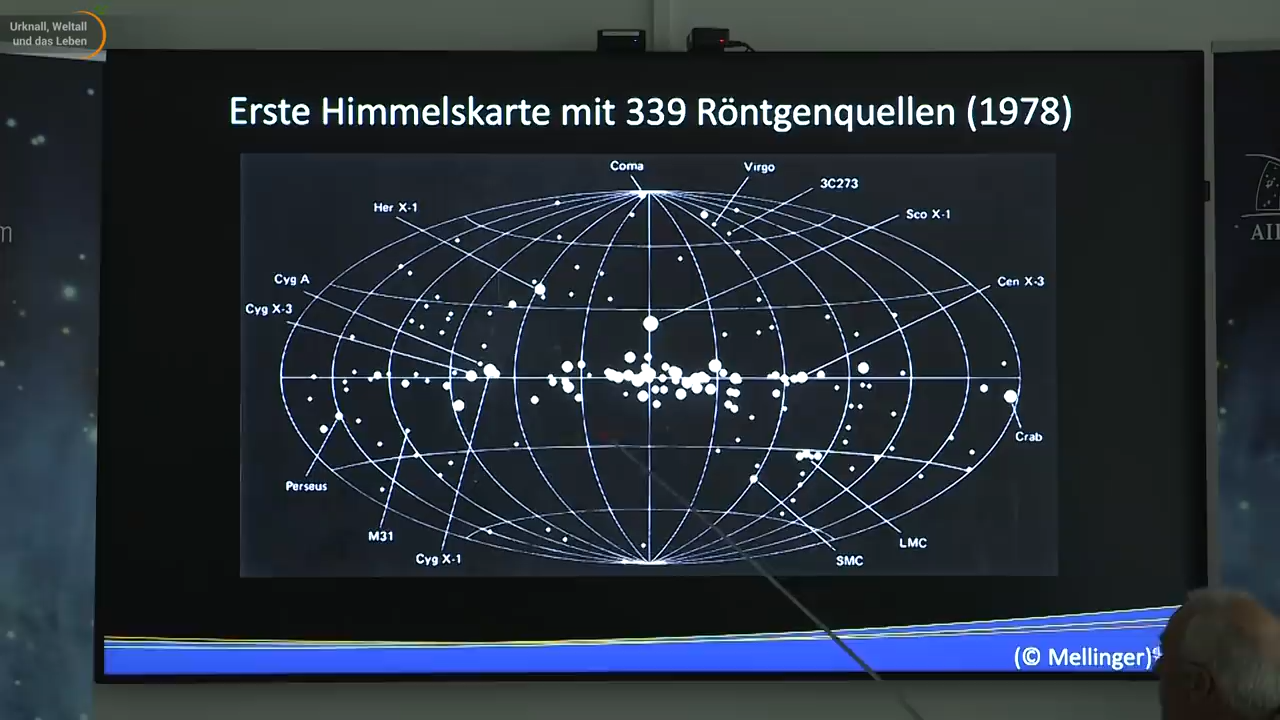 Urknall, Weltall
und das Leben
Erste Himmelskarte mit 339 Röntgenquellen (1978)
Coma
Virgo
3C273
Her X-1
Sco X-1
Cyg A
Cen X-3
Cyg X-3
Crab
Perseus
M31
Cyg X-1
LMC
SMC
(© Mellinger)
m
AI